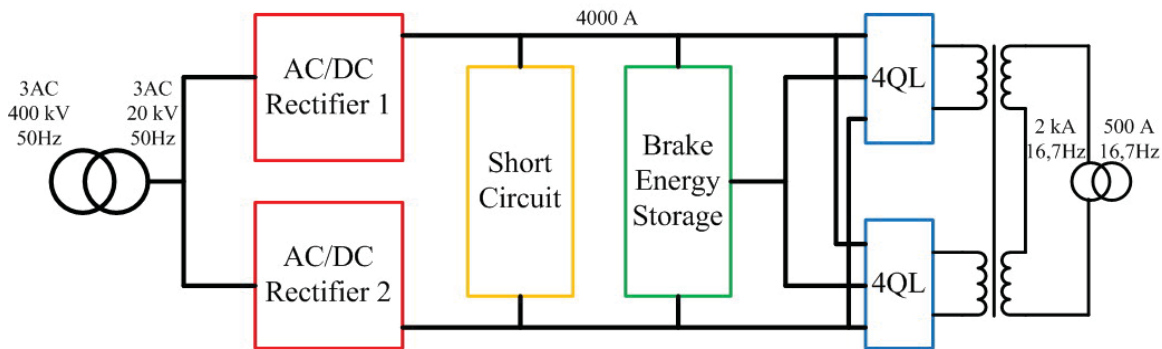 3AC
400 kV
50Hz
3AC
20 kV
50Hz
AC/DC
Rectifier 1
AC/DC
Rectifier 2
4000 A
Short
Circuit
Brake
Energy
Storage
4QL
4QL
2 kA
16,7Hz
500 A
16,7Hz